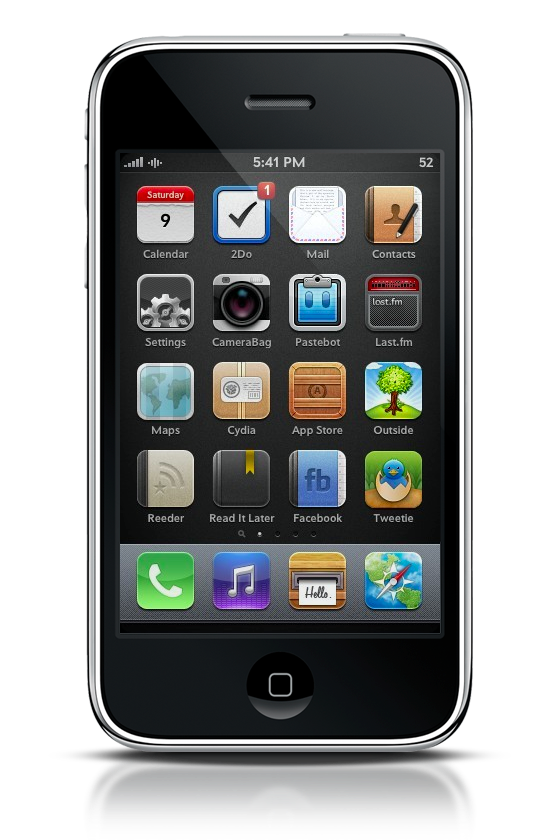 5:41 PM 52
Saturday
9
1
Calendar 2Do Mail Contacts
last.fm
Settings CameraBag Pastebot Last.fm
A
Maps Cydia App Store Outside
fb
Reeder Read It Later Facebook Tweetie
Hello.